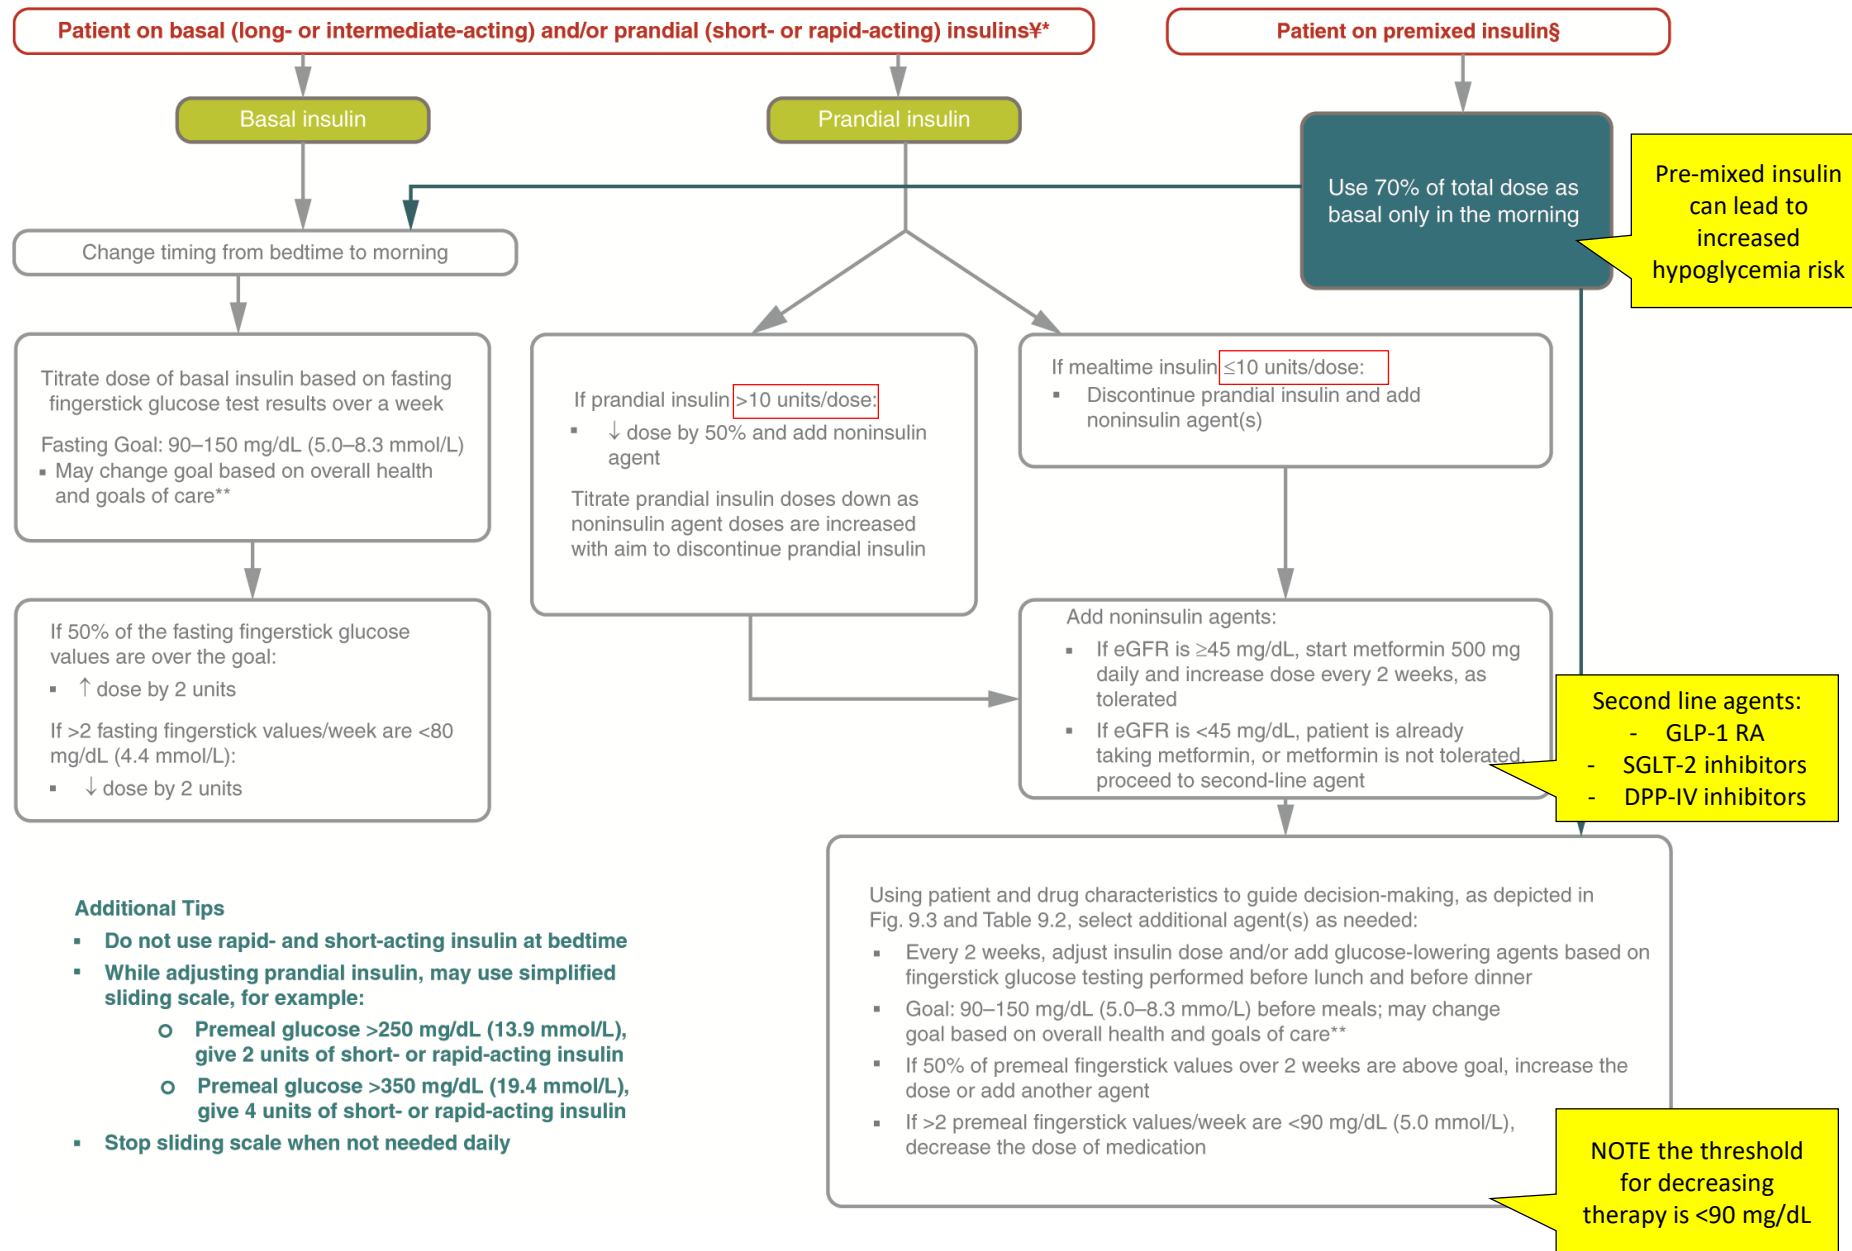 Patient on basal (long- or intermediate-acting) and/or prandial (short- or rapid-acting) insulins¥*
Patient on premixed insulin§
Basal insulin
Prandial insulin
Use 70% of total dose as
basal only in the morning
Pre-mixed insulin
can lead to
increased
hypoglycemia risk
Change timing from bedtime to morning
Titrate dose of basal insulin based on fasting
fingerstick glucose test results over a week
Fasting Goal: 90–150 mg/dL (5.0–8.3 mmol/L)
▪ May change goal based on overall health
and goals of care**
If prandial insulin >10 units/dose:
▪ ↓ dose by 50% and add noninsulin
agent
Titrate prandial insulin doses down as
noninsulin agent doses are increased
with aim to discontinue prandial insulin
If mealtime insulin ≤10 units/dose:
▪ Discontinue prandial insulin and add
noninsulin agent(s)
If 50% of the fasting fingerstick glucose
values are over the goal:
▪ ↑ dose by 2 units
If >2 fasting fingerstick values/week are <80
mg/dL (4.4 mmol/L):
▪ ↓ dose by 2 units
Add noninsulin agents:
▪ If eGFR is ≥45 mg/dL, start metformin 500 mg
daily and increase dose every 2 weeks, as
tolerated
▪ If eGFR is <45 mg/dL, patient is already
taking metformin, or metformin is not tolerated,
proceed to second-line agent
Second line agents:
- GLP-1 RA
- SGLT-2 inhibitors
- DPP-IV inhibitors
Additional Tips
▪ Do not use rapid- and short-acting insulin at bedtime
▪ While adjusting prandial insulin, may use simplified
sliding scale, for example:
o Premeal glucose >250 mg/dL (13.9 mmol/L),
give 2 units of short- or rapid-acting insulin
o Premeal glucose >350 mg/dL (19.4 mmol/L),
give 4 units of short- or rapid-acting insulin
▪ Stop sliding scale when not needed daily
Using patient and drug characteristics to guide decision-making, as depicted in
Fig. 9.3 and Table 9.2, select additional agent(s) as needed:
▪ Every 2 weeks, adjust insulin dose and/or add glucose-lowering agents based on
fingerstick glucose testing performed before lunch and before dinner
▪ Goal: 90–150 mg/dL (5.0–8.3 mmo/L) before meals; may change
goal based on overall health and goals of care**
▪ If 50% of premeal fingerstick values over 2 weeks are above goal, increase the
dose or add another agent
▪ If >2 premeal fingerstick values/week are <90 mg/dL (5.0 mmol/L),
decrease the dose of medication
NOTE the threshold
for decreasing
therapy is <90 mg/dL